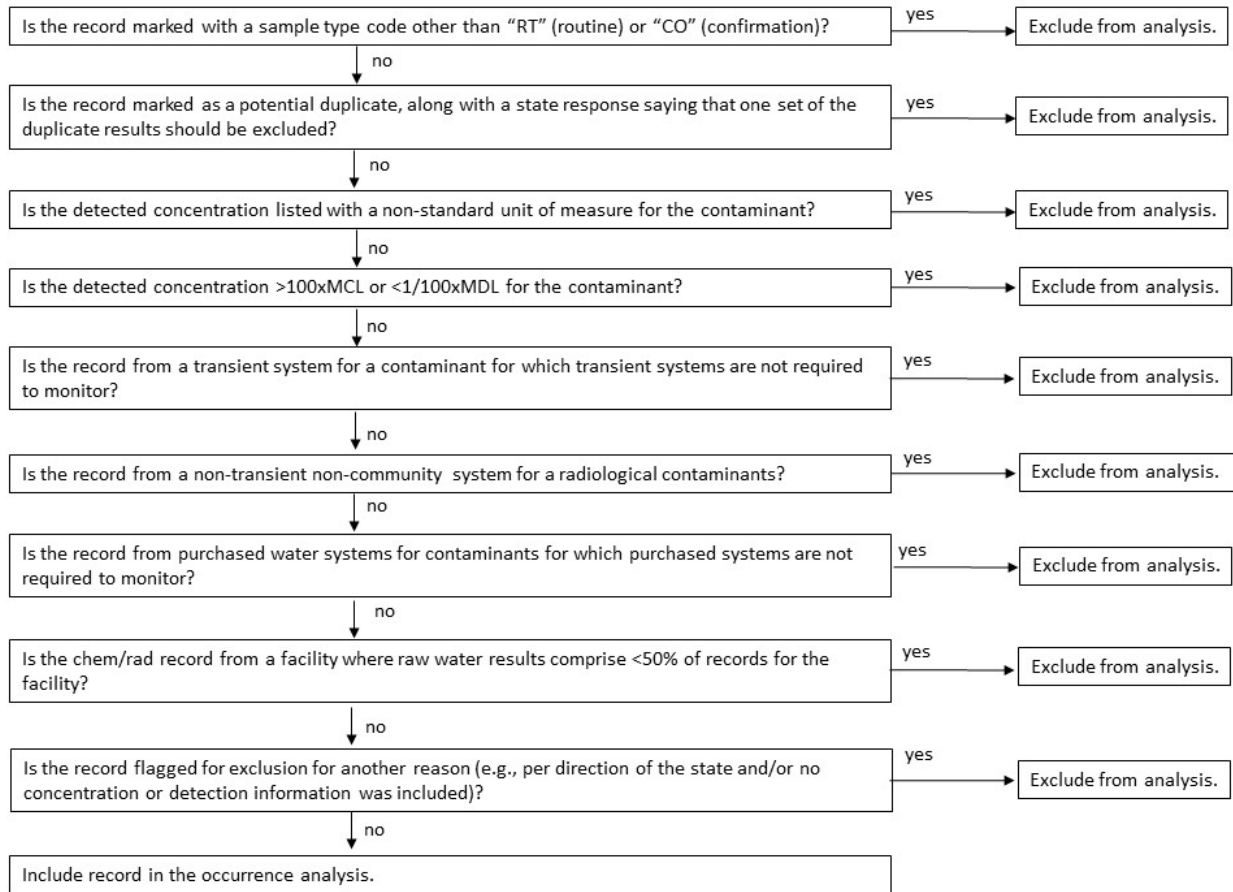 Is the record marked with a sample type code other than “RT” (routine) or “CO” (confirmation)?
yes
Exclude from analysis.
no
Is the record marked as a potential duplicate, along with a state response saying that one set of the
duplicate results should be excluded?
yes
Exclude from analysis.
no
Is the detected concentration listed with a non-standard unit of measure for the contaminant?
yes
Exclude from analysis.
no
Is the detected concentration >100xMCL or <1/100xMDL for the contaminant?
yes
Exclude from analysis.
no
Is the record from a transient system for a contaminant for which transient systems are not required
to monitor?
yes
Exclude from analysis.
no
Is the record from a non-transient non-community system for a radiological contaminants?
yes
Exclude from analysis.
no
Is the record from purchased water systems for contaminants for which purchased systems are not
required to monitor?
yes
Exclude from analysis.
no
Is the chem/rad record from a facility where raw water results comprise <50% of records for the
facility?
yes
Exclude from analysis.
no
Is the record flagged for exclusion for another reason (e.g., per direction of the state and/or no
concentration or detection information was included)?
yes
Exclude from analysis.
no
Include record in the occurrence analysis.